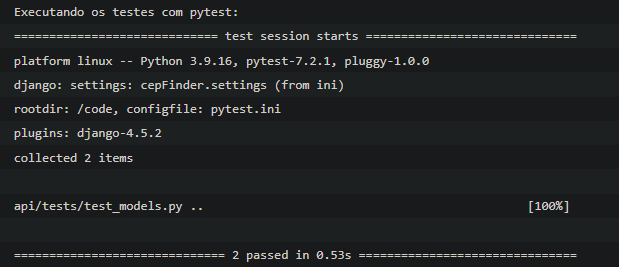 Executando os testes com pytest:
============================= test session starts ==============================
platform linux -- Python 3.9.16, pytest-7.2.1, pluggy-1.0.0
django: settings: cepFinder.settings (from ini)
rootdir: /code, configfile: pytest.ini
plugins: django-4.5.2
collected 2 items
api/tests/test_models.py .. [100%]
============================== 2 passed in 0.53s ===============================